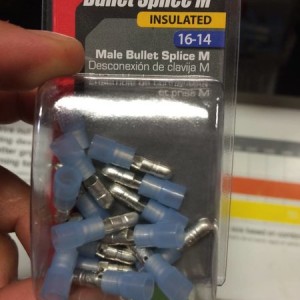 Bullet Splice M
INSULATED
16-14
Male Bullet Splice M
Desconexión de clavija M